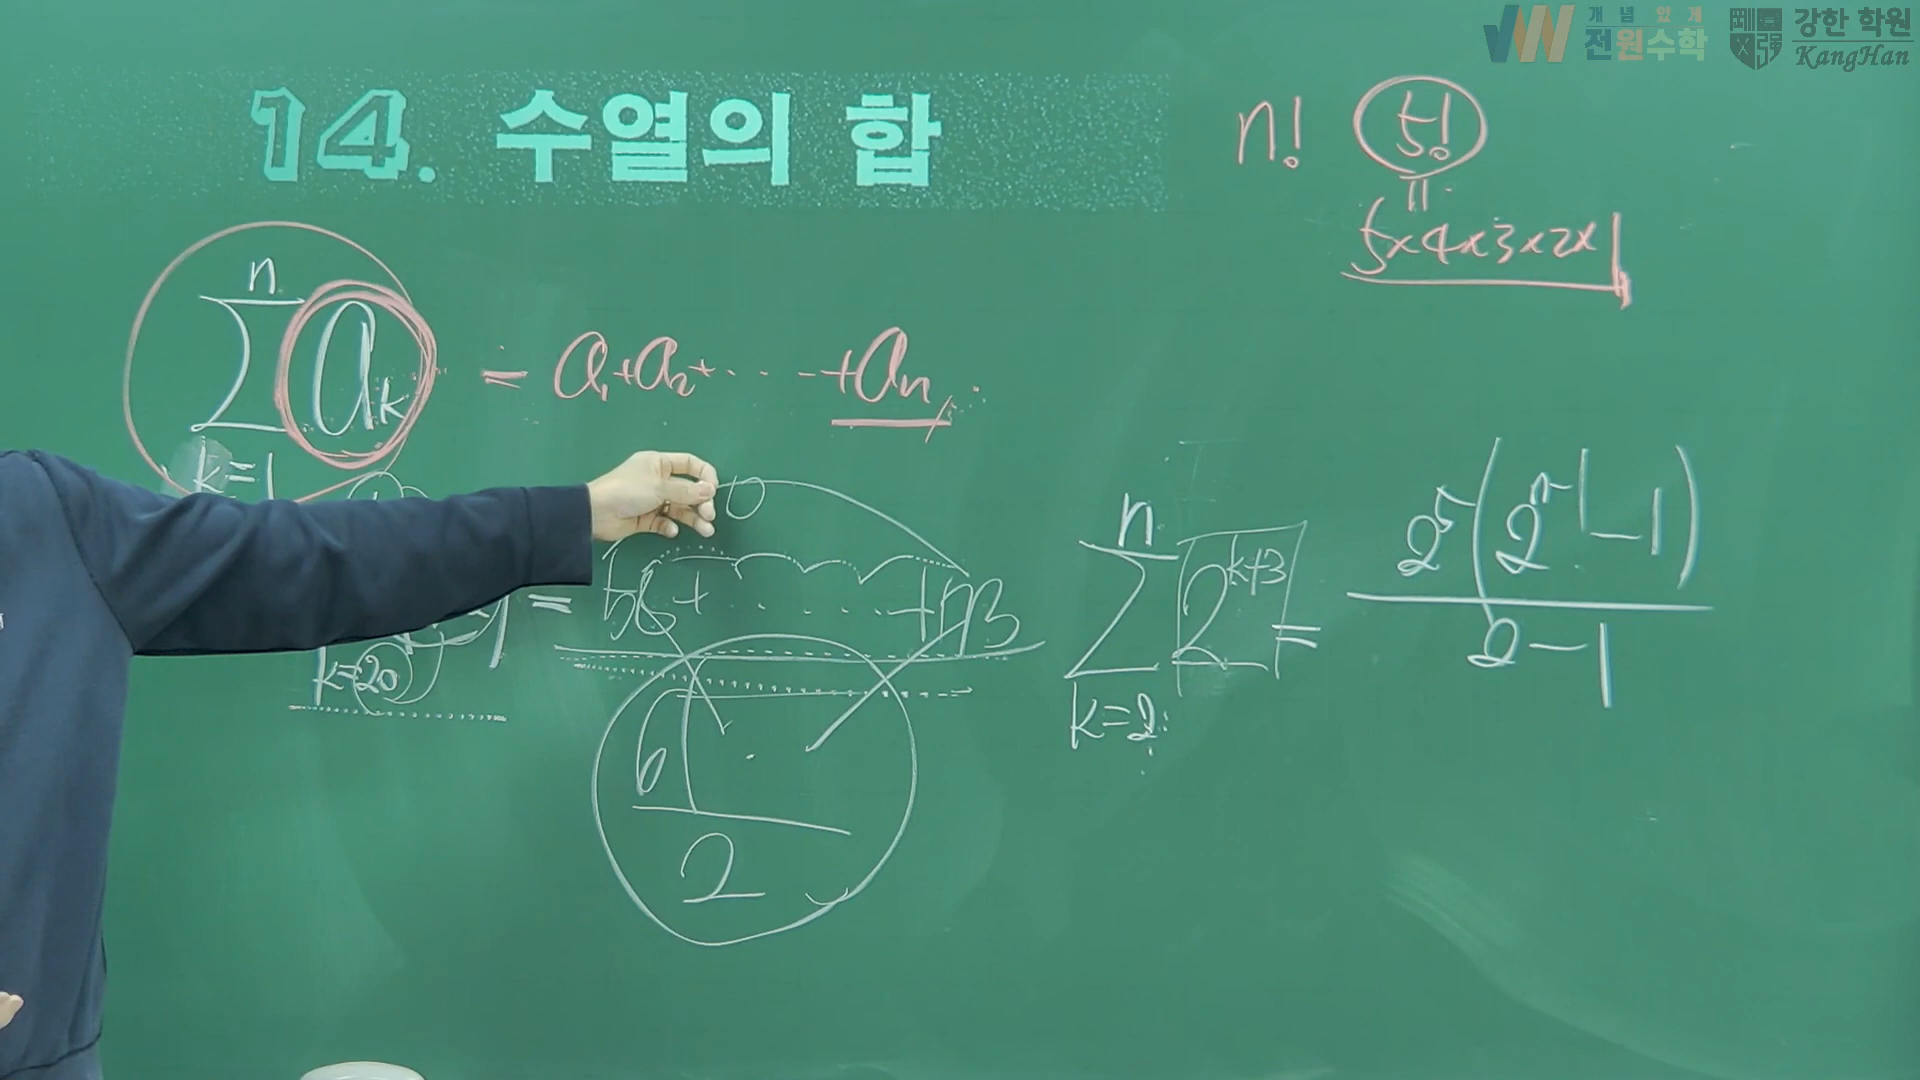 개념있게
전원수학
강한 학원
KangHan
14. 수열의 합
n! 5!
=
5×4×3×2×1
n
Σ a_k = a_1 + a_2 + ··· + a_n
k=1
k=20
6
2
n
Σ 2^{k+3} =
k=2
2^5(2^{n-1}-1)
2-1